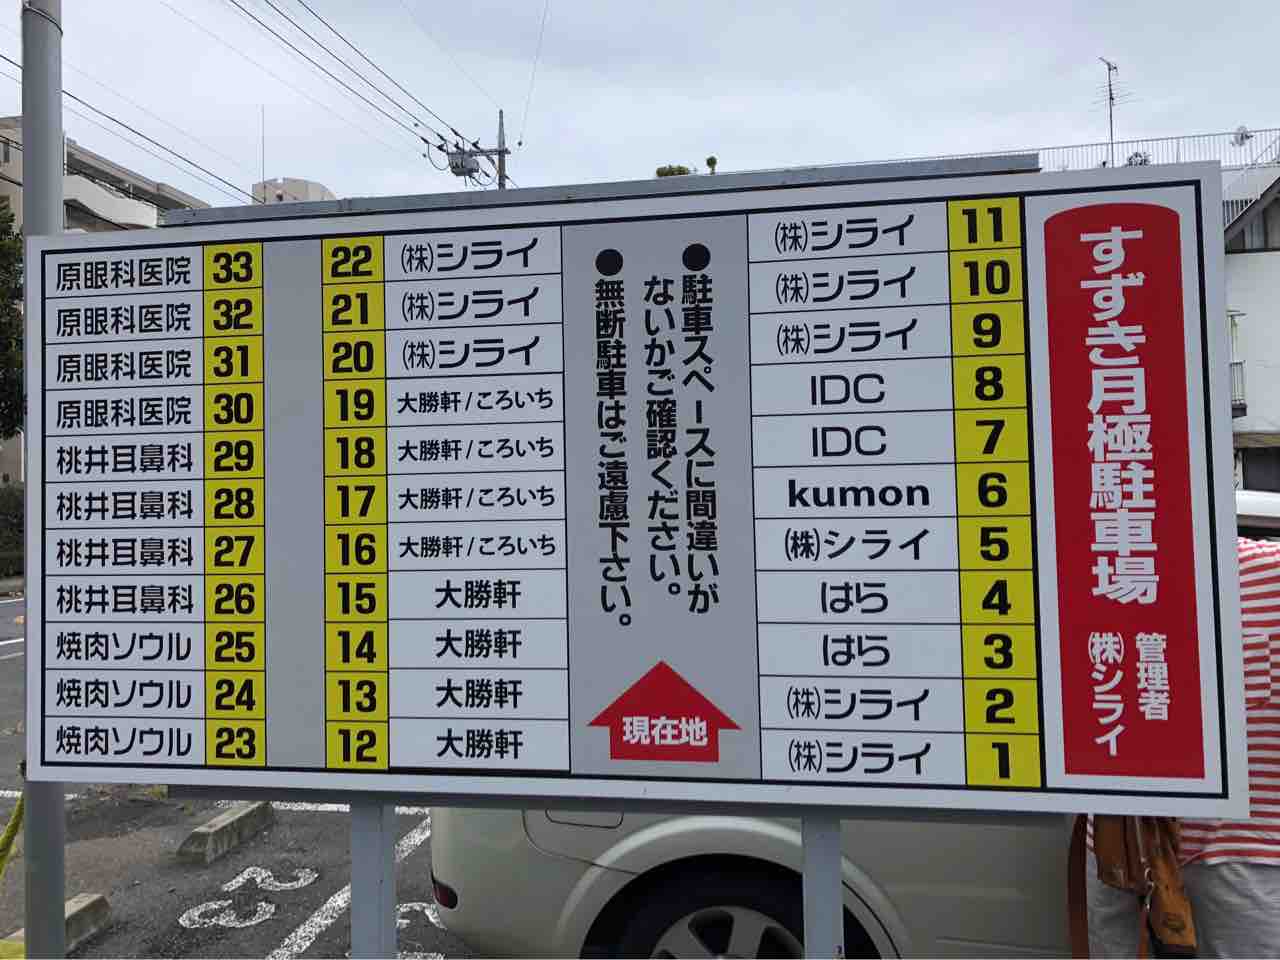 すずき月極駐車場
管理者
㈱シライ
㈱シライ 11
㈱シライ 10
㈱シライ 9
IDC 8
IDC 7
kumon 6
㈱シライ 5
はら 4
はら 3
㈱シライ 2
㈱シライ 1
●駐車スペースに間違いが
ないかご確認ください。
●無断駐車はご遠慮下さい。
現在地
22 ㈱シライ
21 ㈱シライ
20 ㈱シライ
19 大勝軒/ころいち
18 大勝軒/ころいち
17 大勝軒/ころいち
16 大勝軒/ころいち
15 大勝軒
14 大勝軒
13 大勝軒
12 大勝軒
原眼科医院 33
原眼科医院 32
原眼科医院 31
原眼科医院 30
桃井耳鼻科 29
桃井耳鼻科 28
桃井耳鼻科 27
桃井耳鼻科 26
焼肉ソウル 25
焼肉ソウル 24
焼肉ソウル 23
23